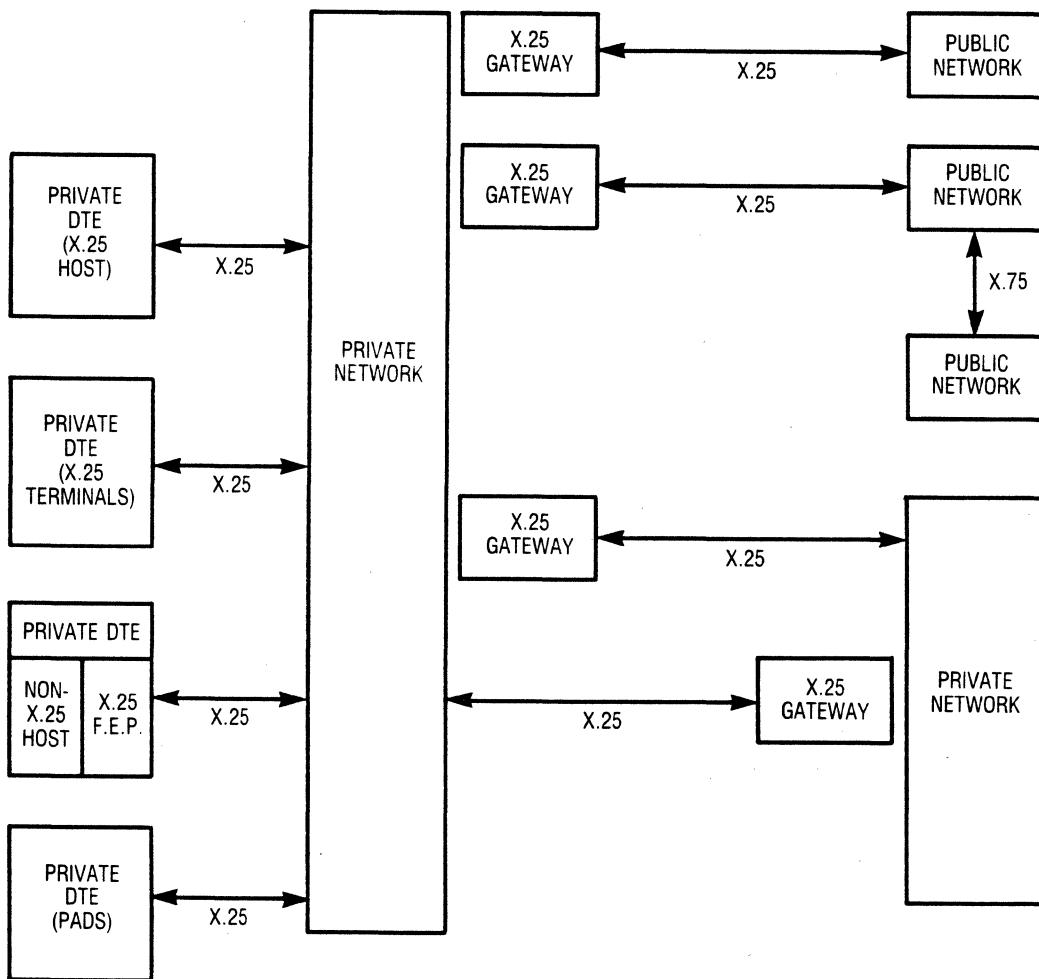 X.25
GATEWAY
X.25
PUBLIC
NETWORK
X.25
GATEWAY
X.25
PUBLIC
NETWORK
X.75
PUBLIC
NETWORK
PRIVATE
DTE
(X.25
HOST)
X.25
PRIVATE
NETWORK
PRIVATE
DTE
(X.25
TERMINALS)
X.25
X.25
GATEWAY
X.25
PRIVATE DTE
NON-
X.25
HOST
X.25
F.E.P.
X.25
X.25
X.25
GATEWAY
PRIVATE
NETWORK
PRIVATE
DTE
(PADS)
X.25